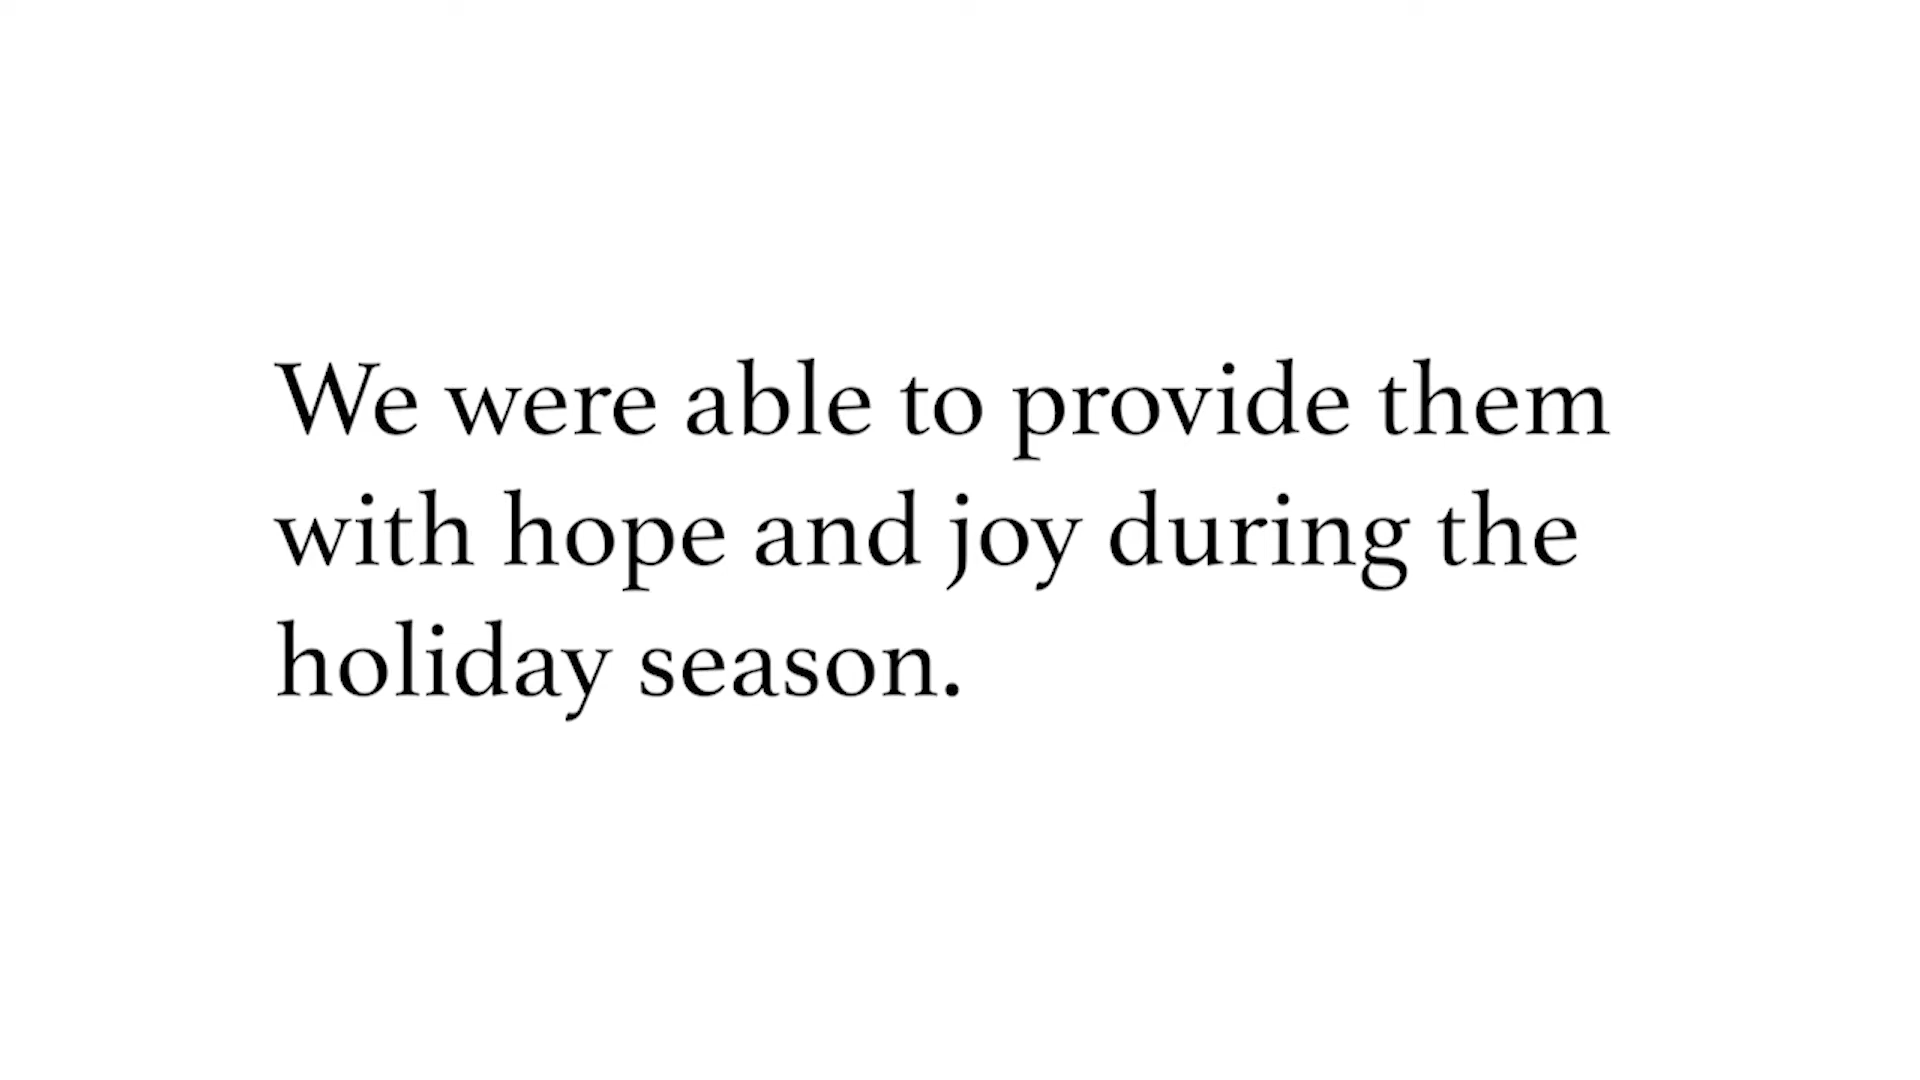 We were able to provide them
with hope and joy during the
holiday season.